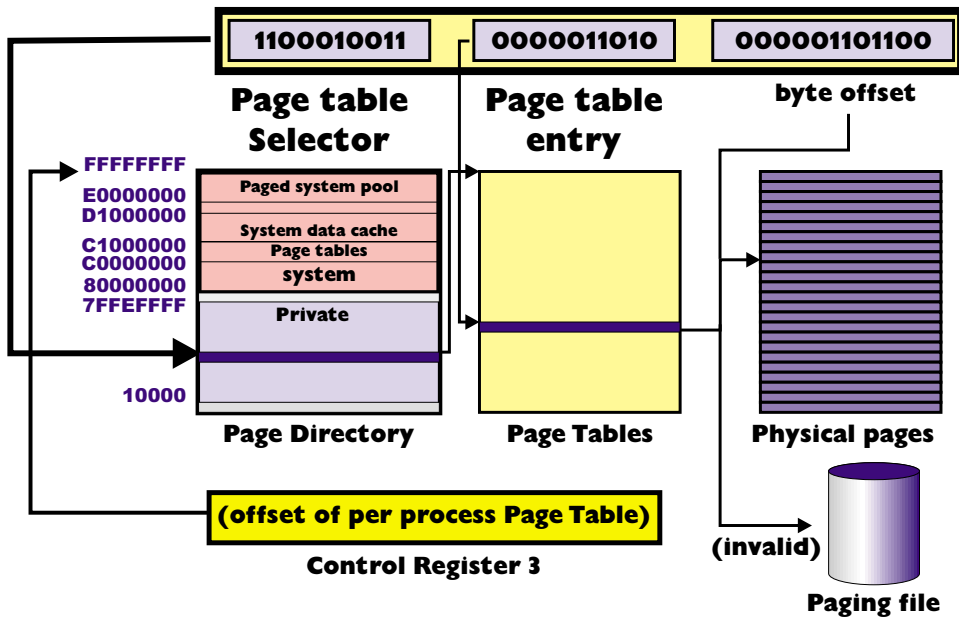 1100010011
0000011010
000001101100
Page table
Selector
Page table
entry
byte offset
FFFFFFFF
E0000000
D1000000
C1000000
C0000000
80000000
7FFEFFFF
10000
Paged system pool
System data cache
Page tables
system
Private
Page Directory
Page Tables
Physical pages
(offset of per process Page Table)
Control Register 3
(invalid)
Paging file